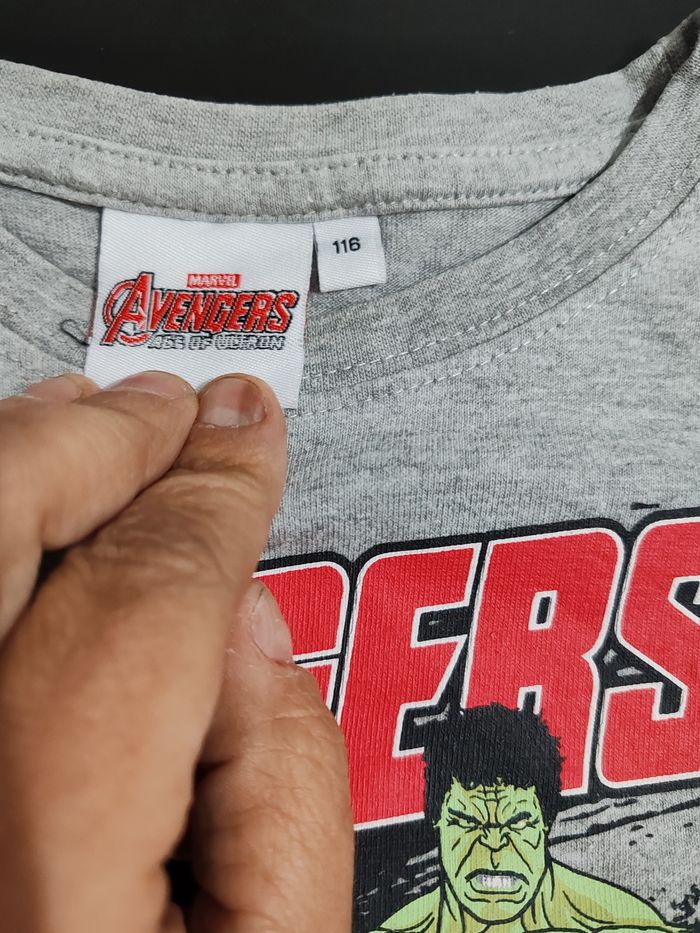 MARVEL
AVENGERS
AGE OF ULTRON
116
GERS